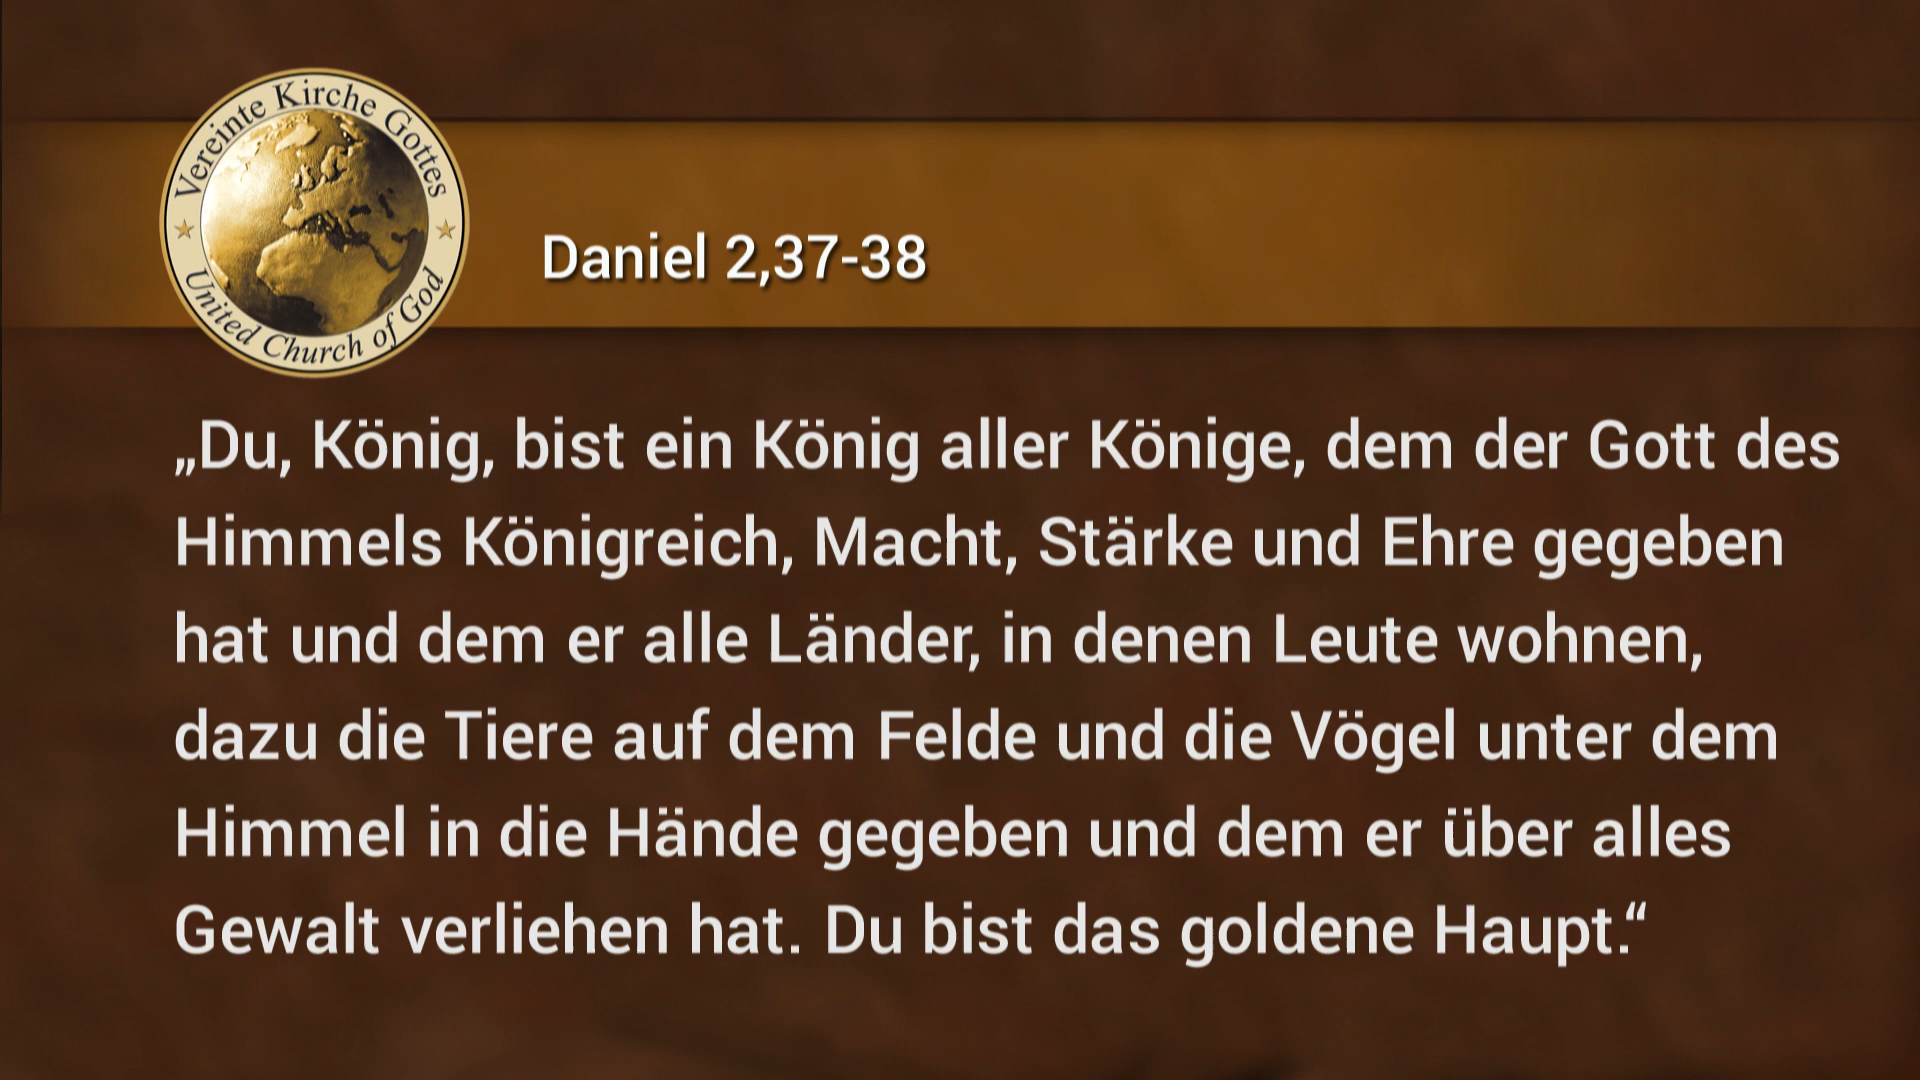 Vereinte Kirche Gottes
United Church of God
Daniel 2,37-38
„Du, König, bist ein König aller Könige, dem der Gott des
Himmels Königreich, Macht, Stärke und Ehre gegeben
hat und dem er alle Länder, in denen Leute wohnen,
dazu die Tiere auf dem Felde und die Vögel unter dem
Himmel in die Hände gegeben und dem er über alles
Gewalt verliehen hat. Du bist das goldene Haupt.“